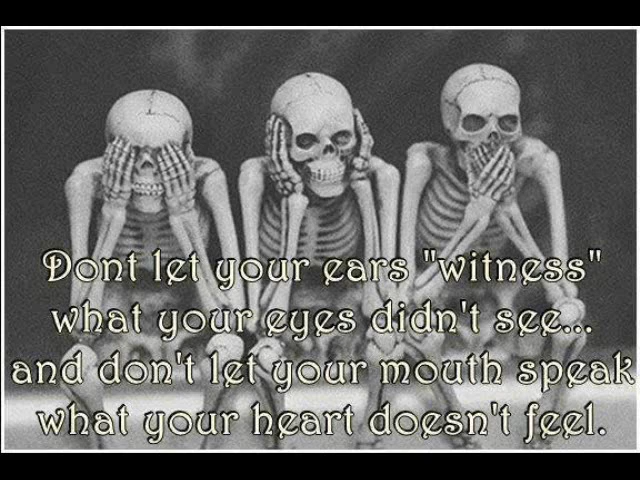 Dont let your ears "witness"
what your eyes didn't see...
and don't let your mouth speak
what your heart doesn't feel.